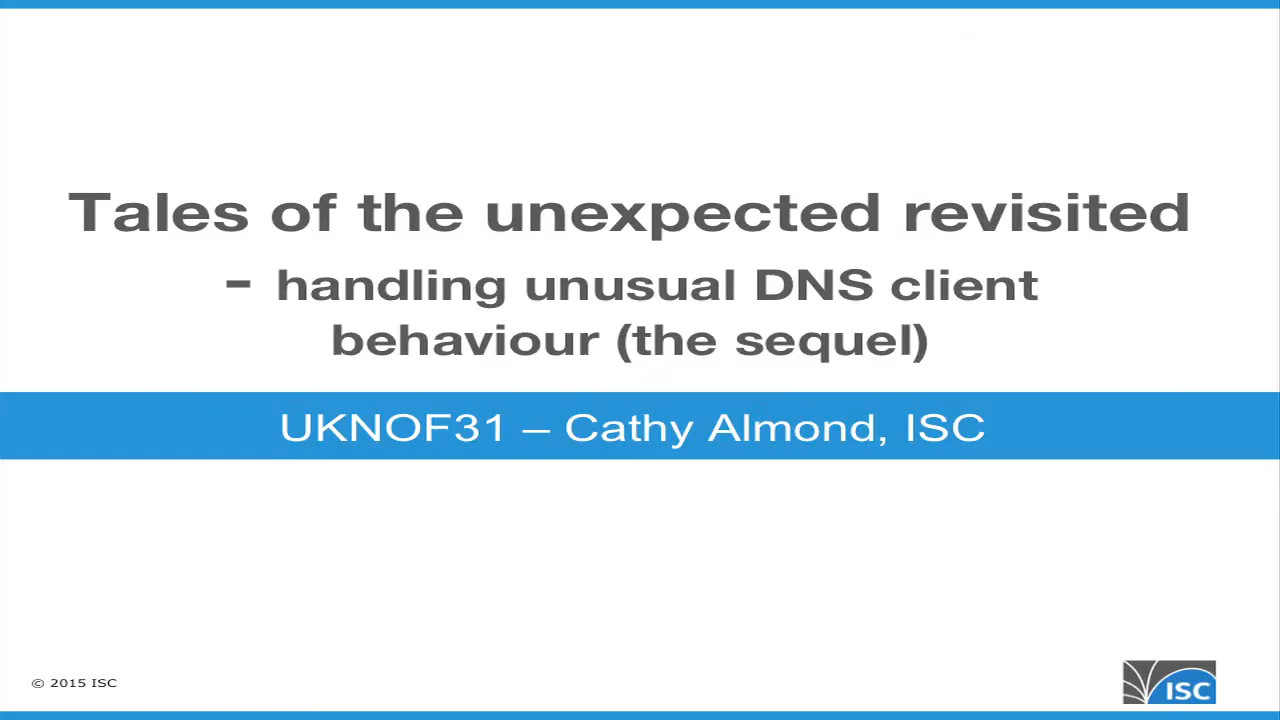 Tales of the unexpected revisited
- handling unusual DNS client
behaviour (the sequel)
UKNOF31 – Cathy Almond, ISC
© 2015 ISC
ISC